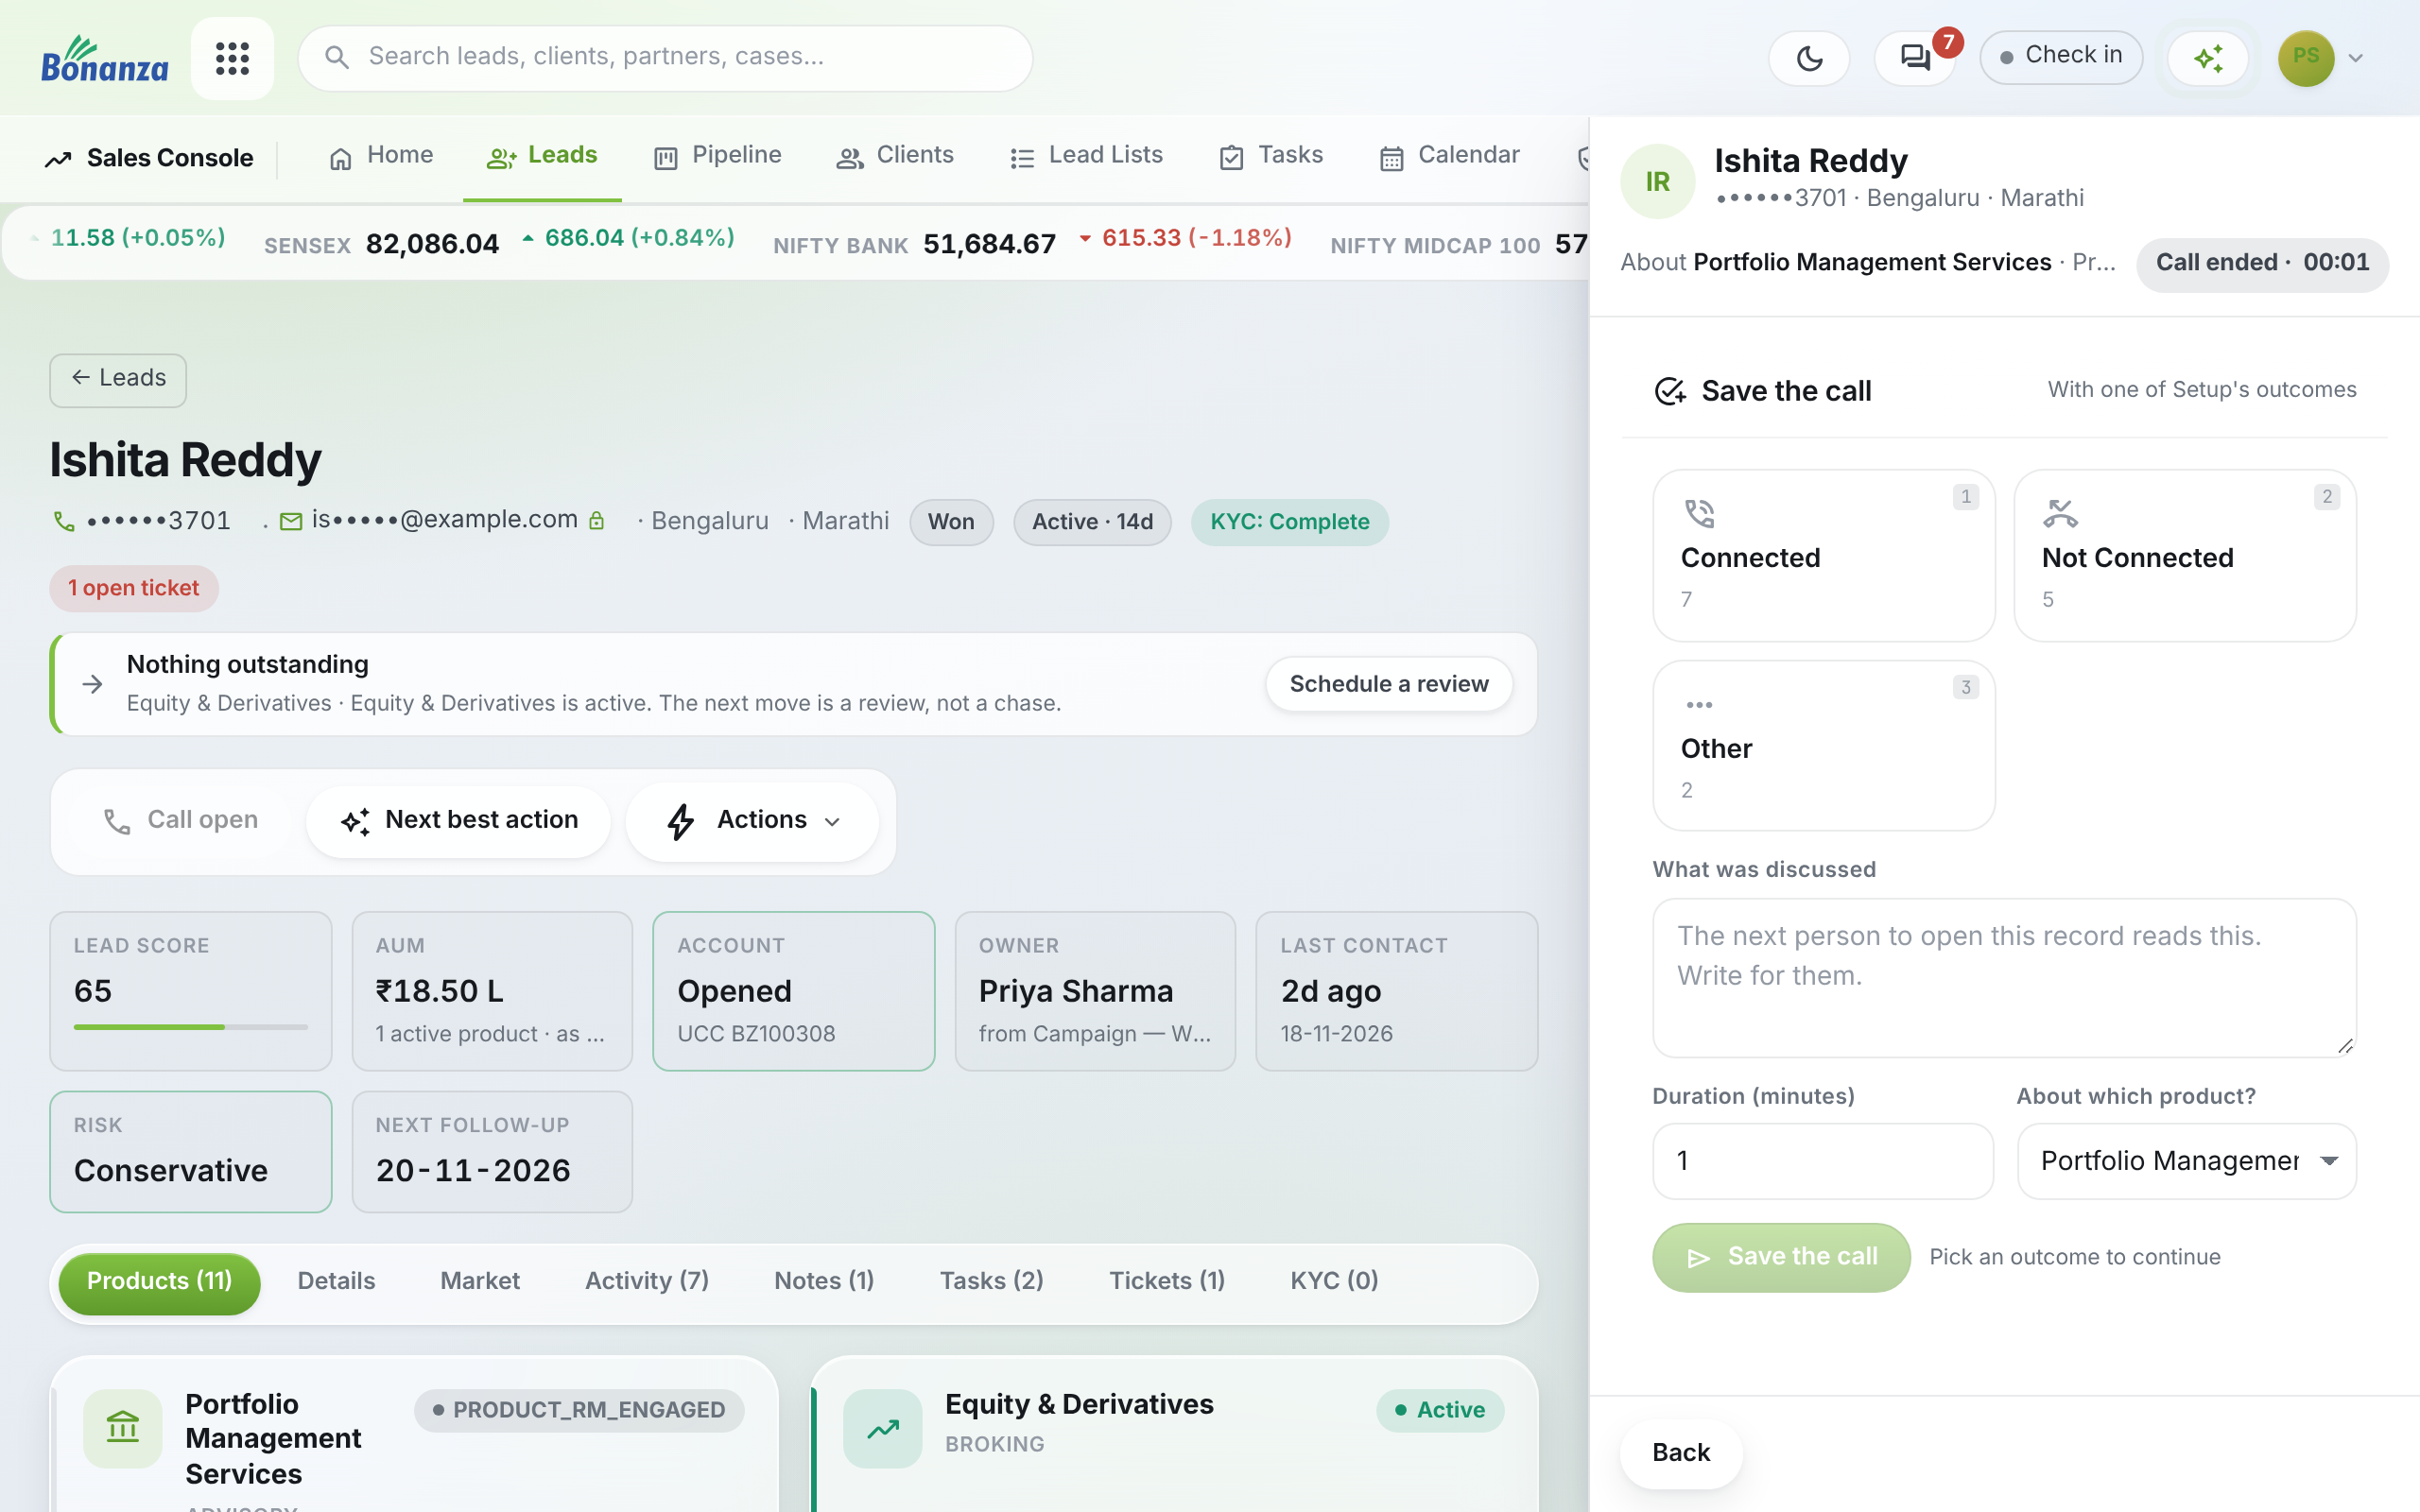 Bonanza
Search leads, clients, partners, cases...
7
Check in
PS
Sales Console
Home
Leads
Pipeline
Clients
Lead Lists
Tasks
Calendar
11.58 (+0.05%)
SENSEX 82,086.04 686.04 (+0.84%)
NIFTY BANK 51,684.67 615.33 (-1.18%)
NIFTY MIDCAP 100 57
← Leads
Ishita Reddy
••••••3701 · is•••••@example.com · Bengaluru · Marathi
Won
Active · 14d
KYC: Complete
1 open ticket
Nothing outstanding
Equity & Derivatives · Equity & Derivatives is active. The next move is a review, not a chase.
Schedule a review
Call open
Next best action
Actions
LEAD SCORE
65
AUM
₹18.50 L
1 active product · as ...
ACCOUNT
Opened
UCC BZ100308
OWNER
Priya Sharma
from Campaign — W...
LAST CONTACT
2d ago
18-11-2026
RISK
Conservative
NEXT FOLLOW-UP
20-11-2026
Products (11)
Details
Market
Activity (7)
Notes (1)
Tasks (2)
Tickets (1)
KYC (0)
Portfolio
Management
Services
PRODUCT_RM_ENGAGED
ADVISORY
Equity & Derivatives
BROKING
Active
IR
Ishita Reddy
••••••3701 · Bengaluru · Marathi
About Portfolio Management Services · Pr...
Call ended · 00:01
Save the call
With one of Setup's outcomes
1
Connected
7
2
Not Connected
5
3
Other
2
What was discussed
The next person to open this record reads this.
Write for them.
Duration (minutes)
1
About which product?
Portfolio Managemen
Save the call
Pick an outcome to continue
Back